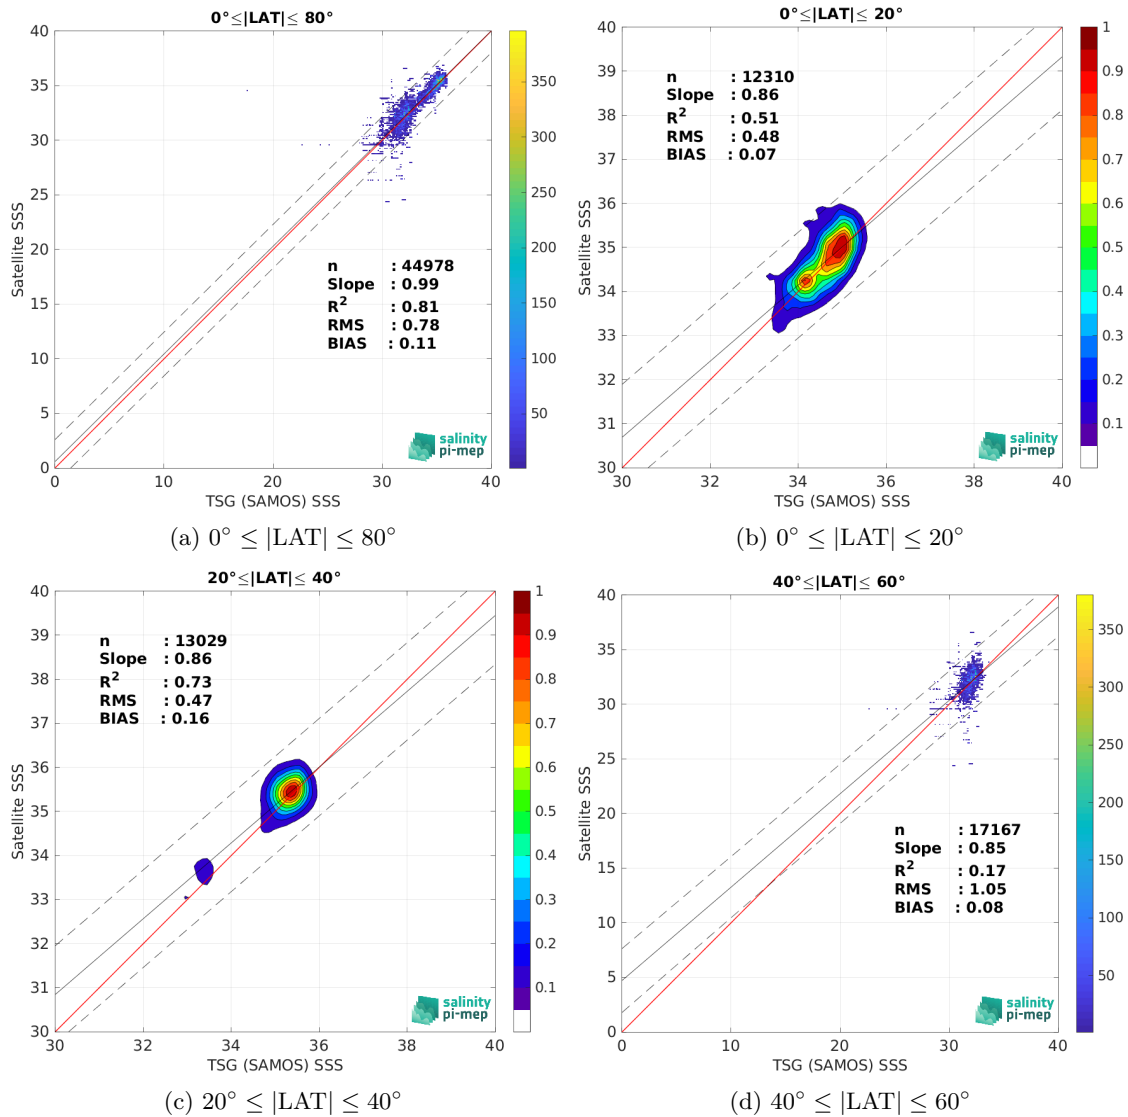 0°≤|LAT|≤ 80°
40
35
30
25
20
15
10
5
0
0
10
20
30
40
Satellite SSS
TSG (SAMOS) SSS
n : 44978
Slope : 0.99
R² : 0.81
RMS : 0.78
BIAS : 0.11
350
300
250
200
150
100
50
salinity
pi-mep
(a) 0° ≤ |LAT| ≤ 80°
0°≤|LAT|≤ 20°
40
39
38
37
36
35
34
33
32
31
30
30
32
34
36
38
40
Satellite SSS
TSG (SAMOS) SSS
n : 12310
Slope : 0.86
R² : 0.51
RMS : 0.48
BIAS : 0.07
1
0.9
0.8
0.7
0.6
0.5
0.4
0.3
0.2
0.1
salinity
pi-mep
(b) 0° ≤ |LAT| ≤ 20°
20°≤|LAT|≤ 40°
40
39
38
37
36
35
34
33
32
31
30
30
32
34
36
38
40
Satellite SSS
TSG (SAMOS) SSS
n : 13029
Slope : 0.86
R² : 0.73
RMS : 0.47
BIAS : 0.16
1
0.9
0.8
0.7
0.6
0.5
0.4
0.3
0.2
0.1
salinity
pi-mep
(c) 20° ≤ |LAT| ≤ 40°
40°≤|LAT|≤ 60°
40
35
30
25
20
15
10
5
0
0
10
20
30
40
Satellite SSS
TSG (SAMOS) SSS
n : 17167
Slope : 0.85
R² : 0.17
RMS : 1.05
BIAS : 0.08
350
300
250
200
150
100
50
salinity
pi-mep
(d) 40° ≤ |LAT| ≤ 60°